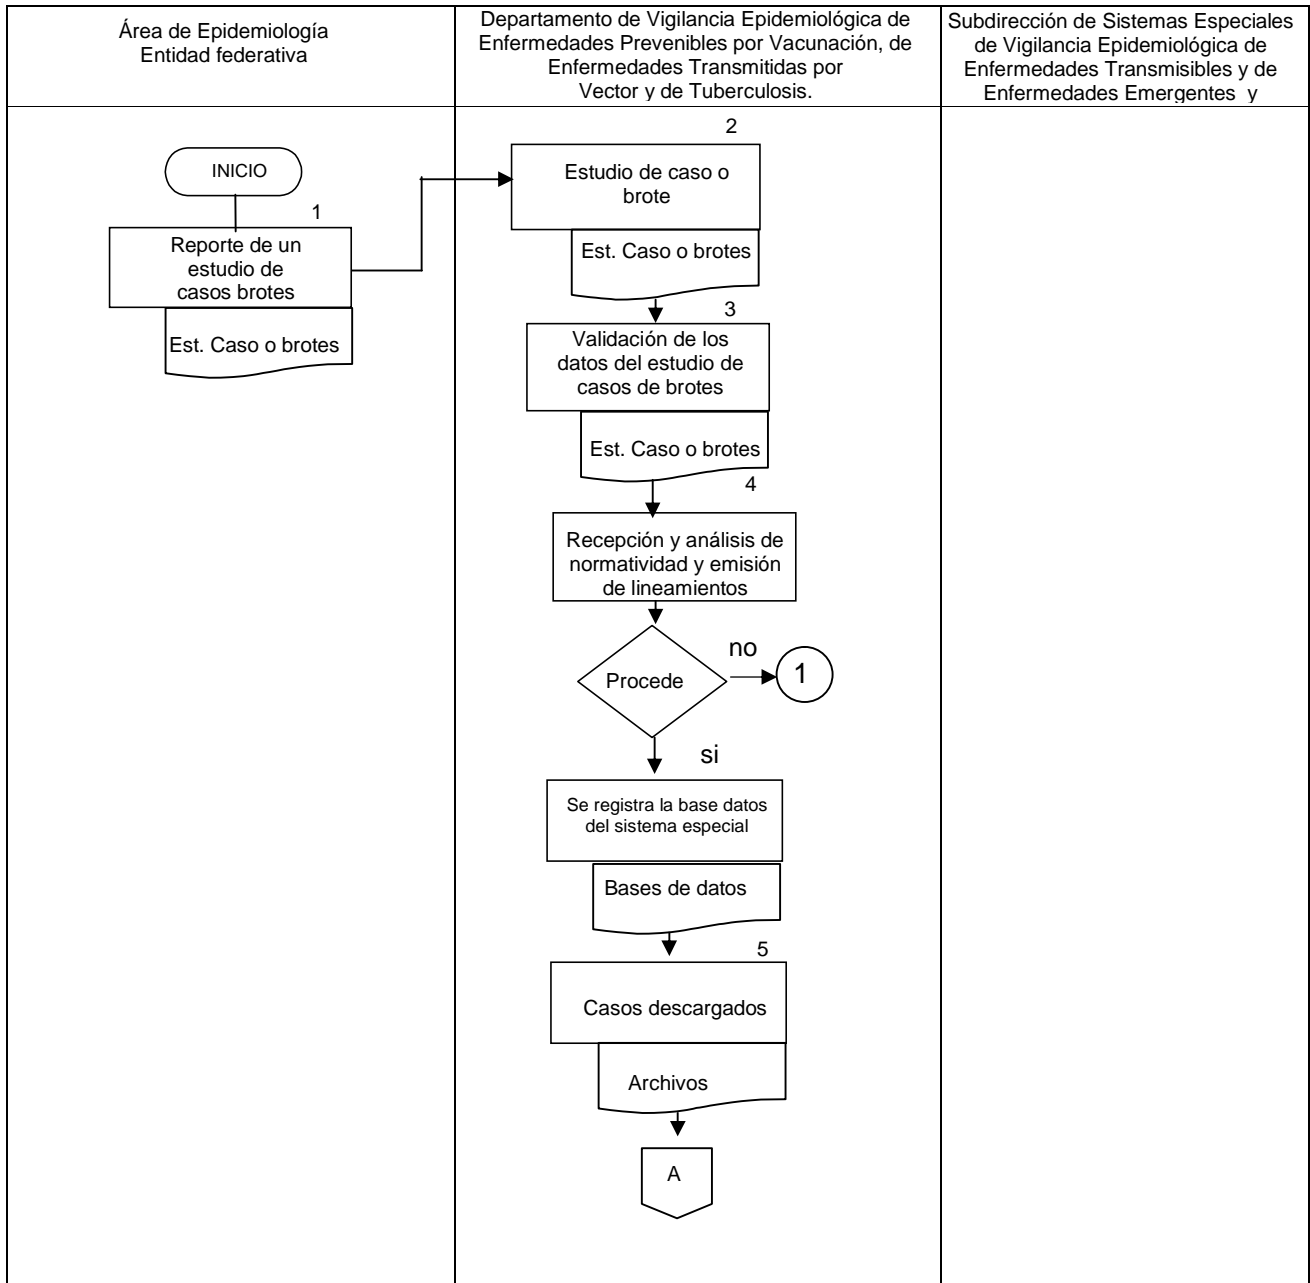 Área de Epidemiología
Entidad federativa
Departamento de Vigilancia Epidemiológica de
Enfermedades Prevenibles por Vacunación, de
Enfermedades Transmitidas por
Vector y de Tuberculosis.
Subdirección de Sistemas Especiales
de Vigilancia Epidemiológica de
Enfermedades Transmisibles y de
Enfermedades Emergentes y
INICIO
1
Reporte de un
estudio de
casos brotes
Est. Caso o brotes
2
Estudio de caso o
brote
Est. Caso o brotes
3
Validación de los
datos del estudio de
casos de brotes
Est. Caso o brotes
4
Recepción y análisis de
normatividad y emisión
de lineamientos
Procede
no
1
si
Se registra la base datos
del sistema especial
Bases de datos
5
Casos descargados
Archivos
A